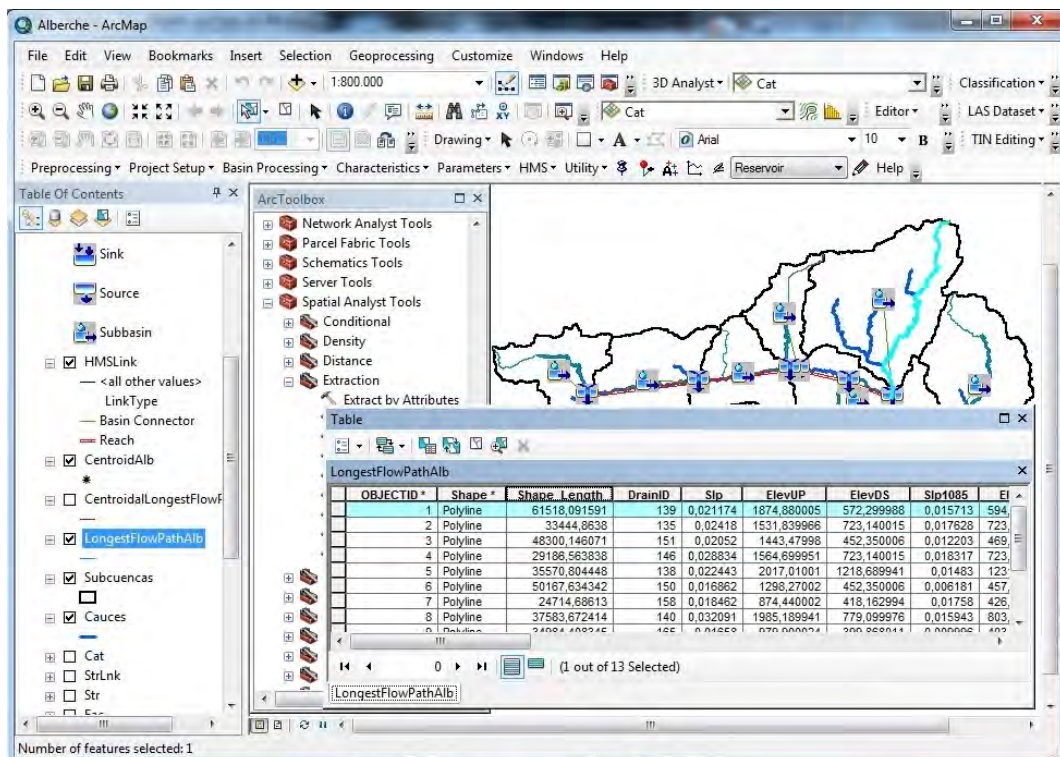 Alberche - ArcMap
File Edit View Bookmarks Insert Selection Geoprocessing Customize Windows Help
1:800.000 3D Analyst Cat Classification
Cat Editor LAS Dataset
Drawing A Arial 10 B TIN Editing
Preprocessing Project Setup Basin Processing Characteristics Parameters HMS Utility Reservoir Help
Table Of Contents
Sink
Source
Subbasin
HMSLink
<all other values>
LinkType
Basin Connector
Reach
CentroidAlb
CentroidalLongestFlowF
LongestFlowPathAlb
Subcuencas
Cauces
Cat
StrLnk
Str
ArcToolbox
Network Analyst Tools
Parcel Fabric Tools
Schematics Tools
Server Tools
Spatial Analyst Tools
Conditional
Density
Distance
Extraction
Extract by Attributes
Table
LongestFlowPathAlb
OBJECTID * Shape * Shape_Length DrainID Slp ElevUP ElevDS Slp1085 El
1 Polyline 61518,091591 139 0,021174 1874,880005 572,299988 0,015713 594,
2 Polyline 33444,8638 135 0,02418 1531,839966 723,140015 0,017628 723,
3 Polyline 48300,146071 151 0,02052 1443,47998 452,350006 0,012203 469,
4 Polyline 29186,563838 146 0,028834 1564,699951 723,140015 0,018317 723,
5 Polyline 35570,804448 138 0,022443 2017,01001 1218,689941 0,01483 123
6 Polyline 50167,634342 150 0,016862 1298,27002 452,350006 0,006181 457,
7 Polyline 24714,68613 158 0,018462 874,440002 418,162994 0,01758 426,
8 Polyline 37583,672414 140 0,032091 1985,189941 779,099976 0,015943 803,
0 (1 out of 13 Selected)
LongestFlowPathAlb
Number of features selected: 1